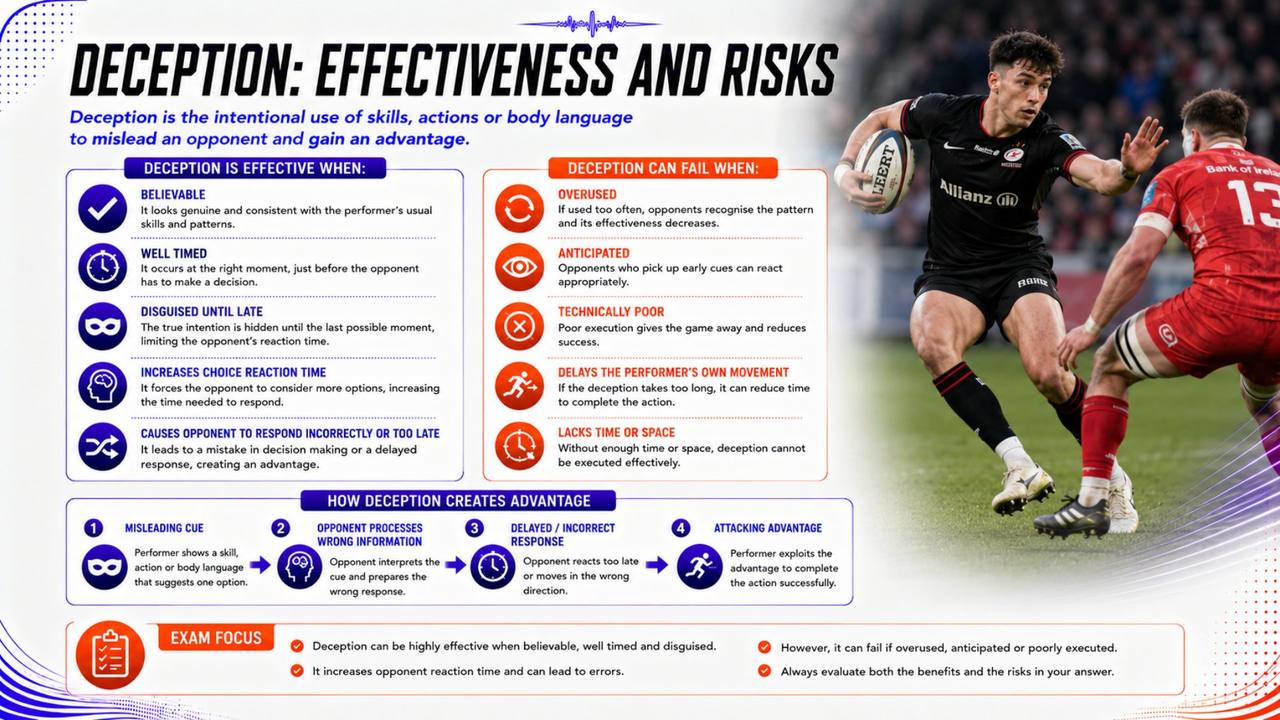 DECEPTION: EFFECTIVENESS AND RISKS
Deception is the intentional use of skills, actions or body language
to mislead an opponent and gain an advantage.
DECEPTION IS EFFECTIVE WHEN:
BELIEVABLE
It looks genuine and consistent with the performer's usual
skills and patterns.
WELL TIMED
It occurs at the right moment, just before the opponent
has to make a decision.
DISGUISED UNTIL LATE
The true intention is hidden until the last possible moment,
limiting the opponent's reaction time.
INCREASES CHOICE REACTION TIME
It forces the opponent to consider more options, increasing
the time needed to respond.
CAUSES OPPONENT TO RESPOND INCORRECTLY OR TOO LATE
It leads to a mistake in decision making or a delayed
response, creating an advantage.
DECEPTION CAN FAIL WHEN:
OVERUSED
If used too often, opponents recognise the pattern
and its effectiveness decreases.
ANTICIPATED
Opponents who pick up early cues can react
appropriately.
TECHNICALLY POOR
Poor execution gives the game away and reduces
success.
DELAYS THE PERFORMER'S OWN MOVEMENT
If the deception takes too long, it can reduce time
to complete the action.
LACKS TIME OR SPACE
Without enough time or space, deception cannot
be executed effectively.
HOW DECEPTION CREATES ADVANTAGE
1 MISLEADING CUE
Performer shows a skill,
action or body language
that suggests one option.
2 OPPONENT PROCESSES
WRONG INFORMATION
Opponent interprets the
cue and prepares the
wrong response.
3 DELAYED / INCORRECT
RESPONSE
Opponent reacts too late
or moves in the wrong
direction.
4 ATTACKING ADVANTAGE
Performer exploits the
advantage to complete
the action successfully.
EXAM FOCUS
Deception can be highly effective when believable, well timed and disguised.
It increases opponent reaction time and can lead to errors.
However, it can fail if overused, anticipated or poorly executed.
Always evaluate both the benefits and the risks in your answer.
Allianz
Bank of Irela
13